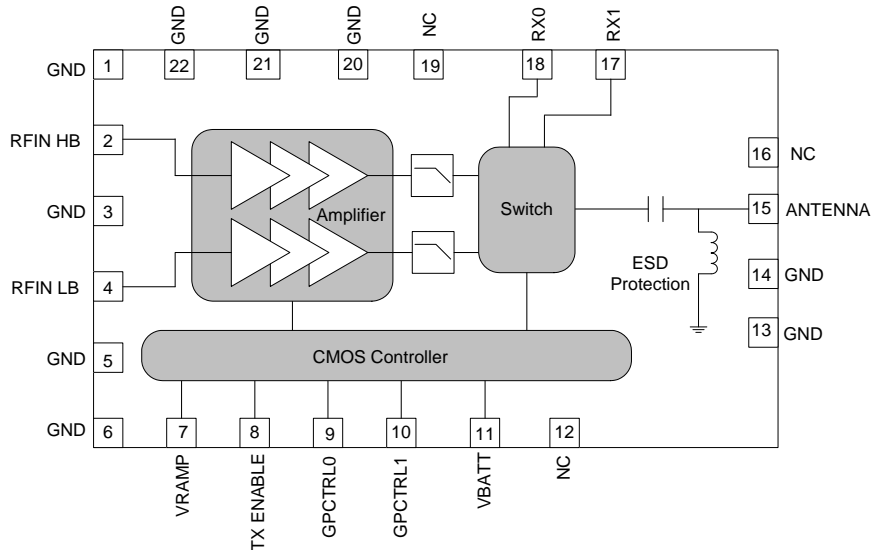 GND
GND
GND
NC
RX0
RX1
22
21
20
19
18
17
GND
1
RFIN HB
2
GND
3
RFIN LB
4
GND
5
GND
6
Amplifier
Switch
16
NC
15
ANTENNA
ESD
Protection
14
GND
13
GND
CMOS Controller
7
8
9
10
11
12
VRAMP
TX ENABLE
GPCTRL0
GPCTRL1
VBATT
NC